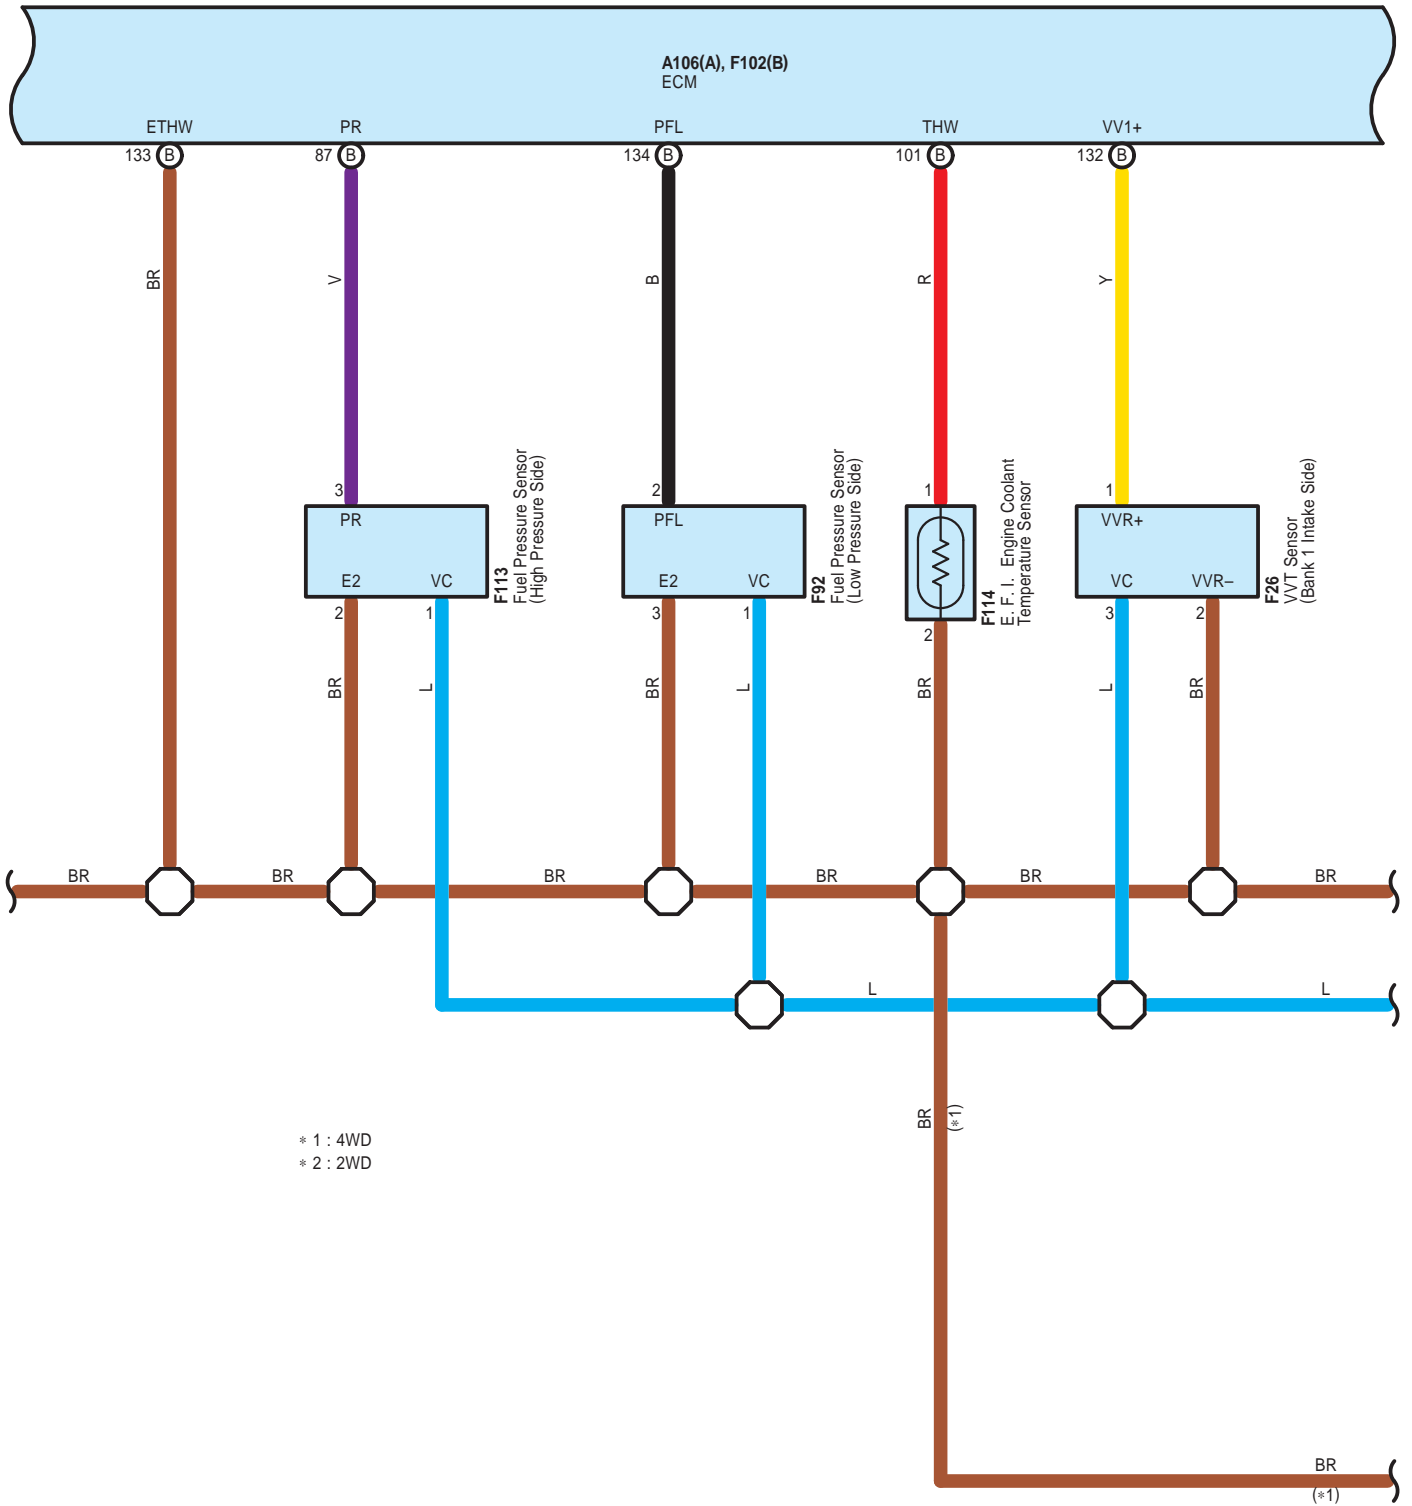 A106(A), F102(B)
ECM
ETHW PR PFL THW VV1+
133 B 87 B 134 B 101 B 132 B
BR V B R Y
3 2 1 1
PR
E2 VC
F113
Fuel Pressure Sensor
(High Pressure Side)
PFL
E2 VC
F92
Fuel Pressure Sensor
(Low Pressure Side)
F114
E. F. I. Engine Coolant
Temperature Sensor
VVR+
VC VVR–
F26
VVT Sensor
(Bank 1 Intake Side)
2 1 3 1 2 3 2
BR L BR L BR L BR
BR BR BR BR BR BR
L L
BR
(∗1)
∗ 1 : 4WD
∗ 2 : 2WD
BR
(∗1)